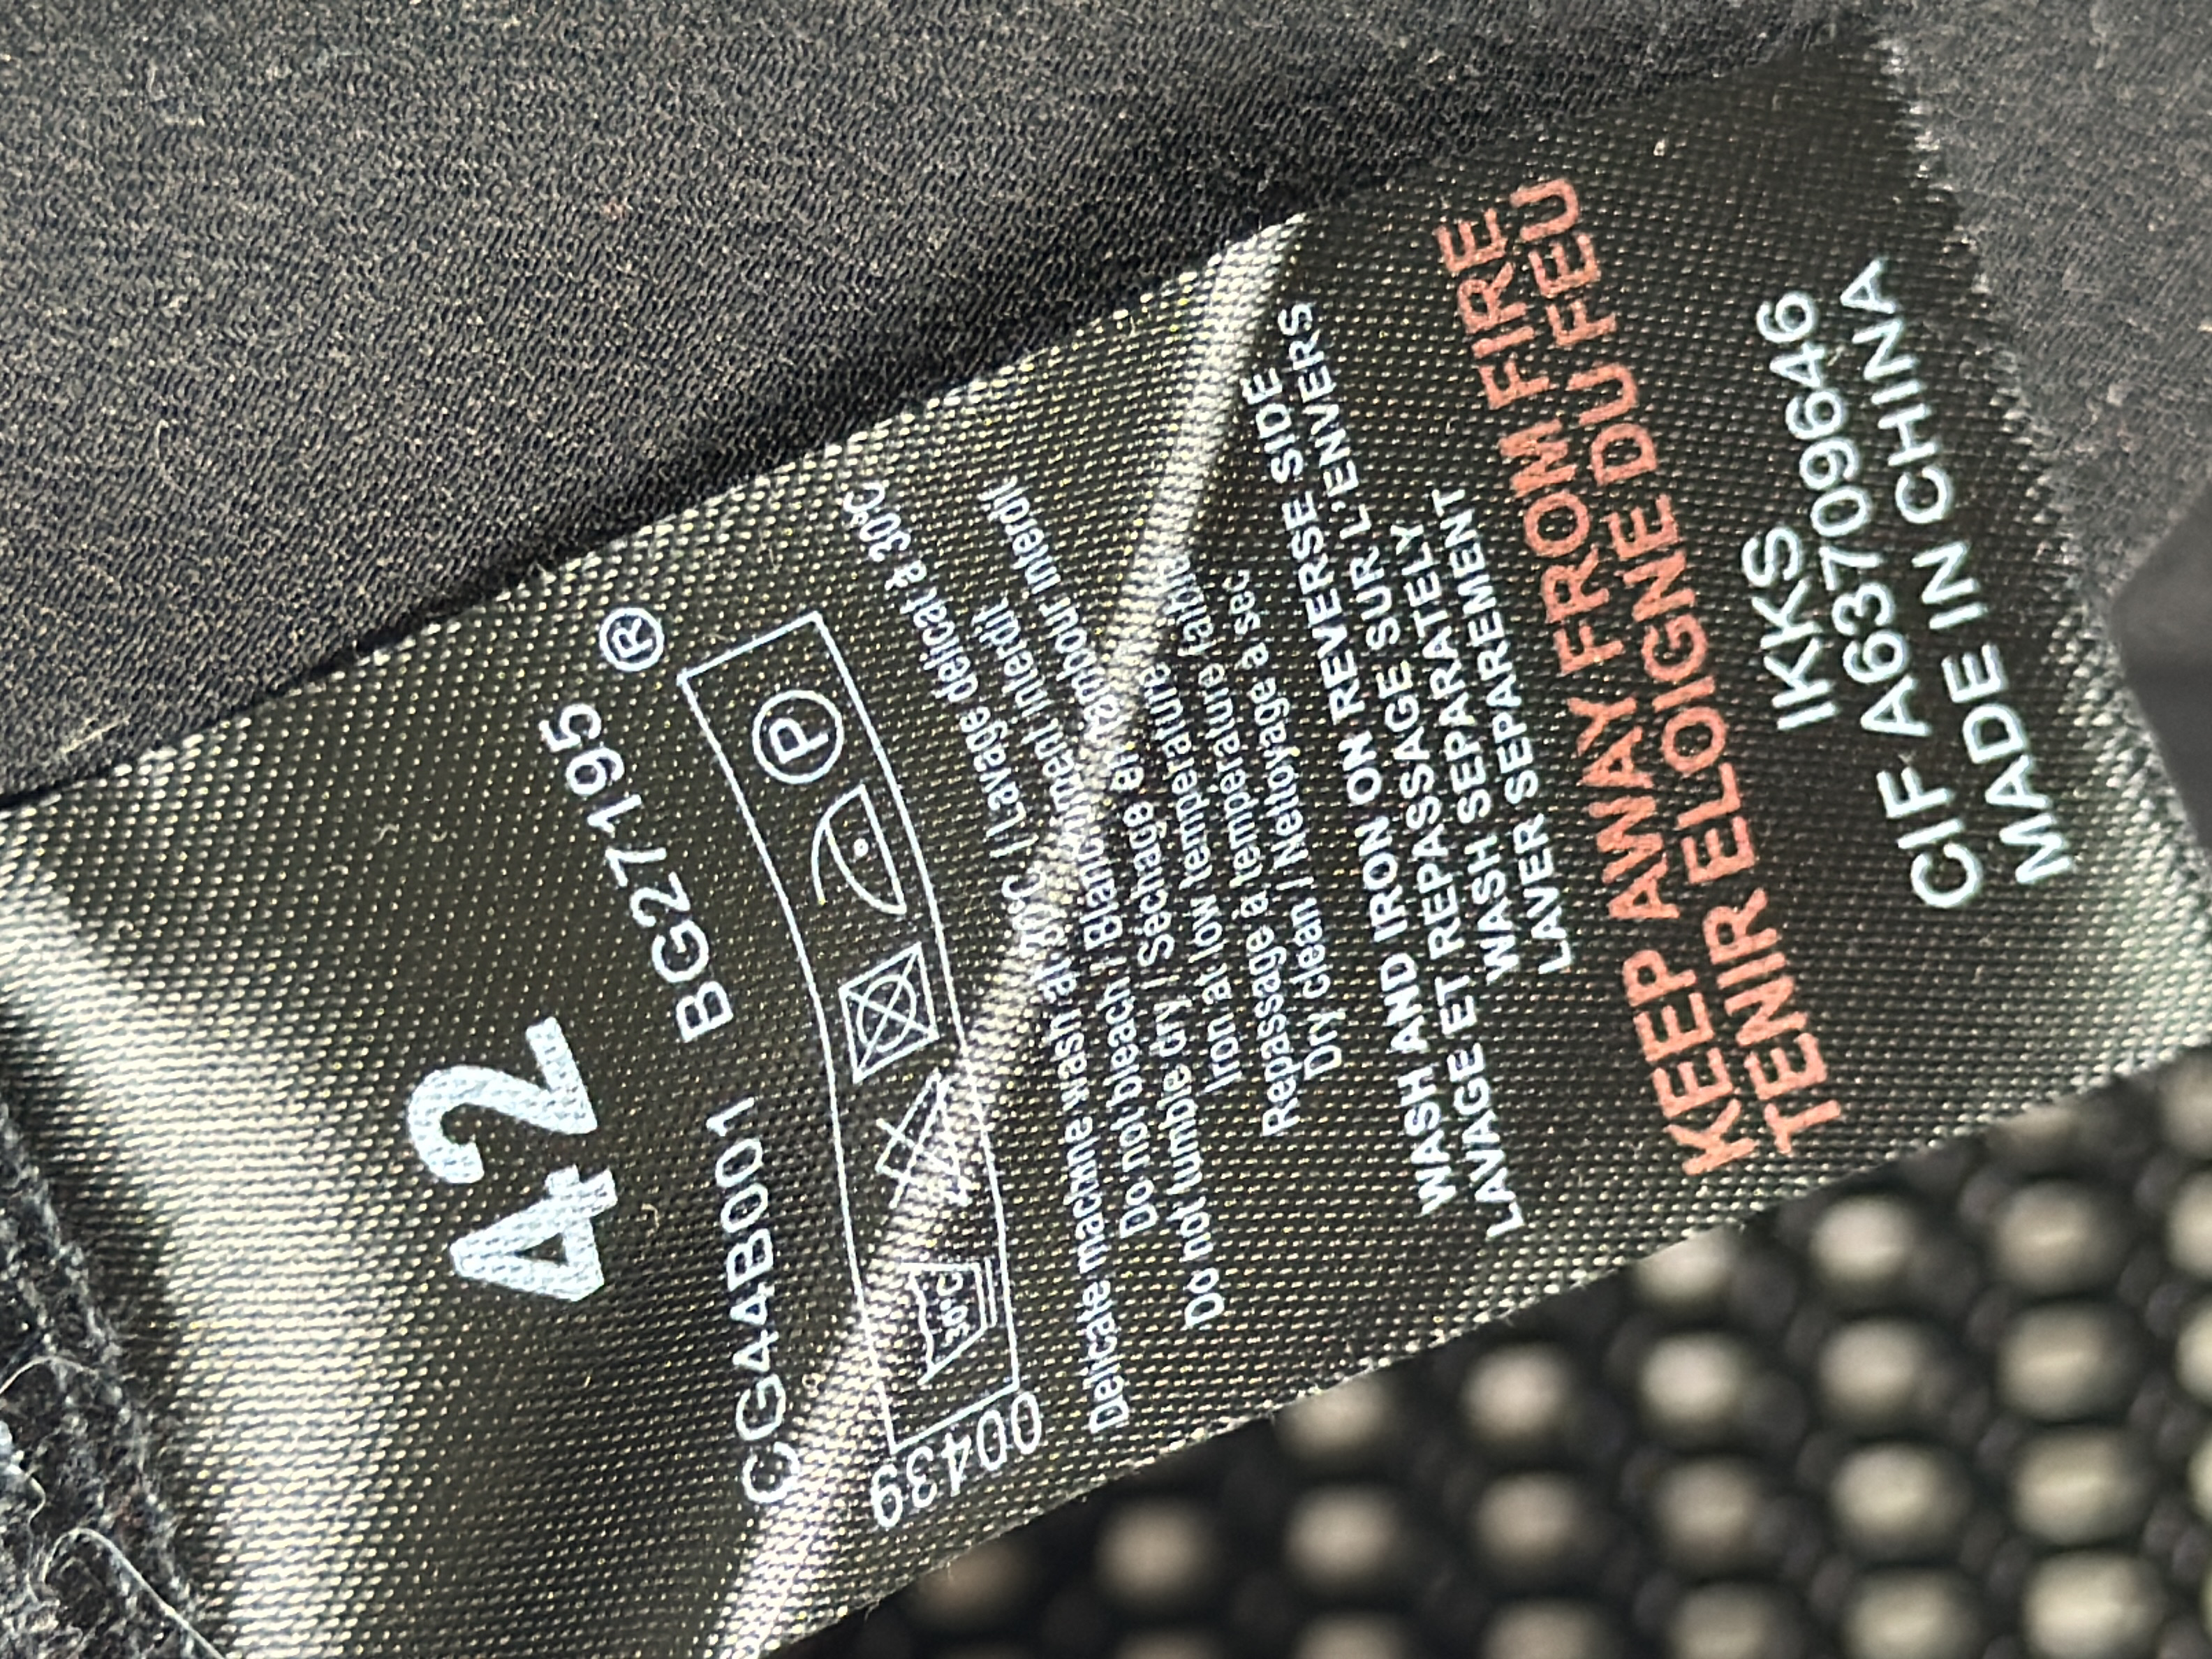 42
CG44B001 BG27195
®
30°C P
00439
Delicate machine wash at 30°C / Lavage délicat à 30°C
Do not bleach / Blanchiment interdit
Do not tumble dry / Séchage en tambour interdit
Iron at low temperature
Repassage à température faible
Dry clean / Nettoyage a sec
WASH AND IRON ON REVERSE SIDE
LAVAGE ET REPASSAGE SUR L'ENVERS
WASH SEPARATELY
LAVER SEPAREMENT
KEEP AWAY FROM FIRE
TENIR ELOIGNE DU FEU
IKKS
CIF A63709646
MADE IN CHINA